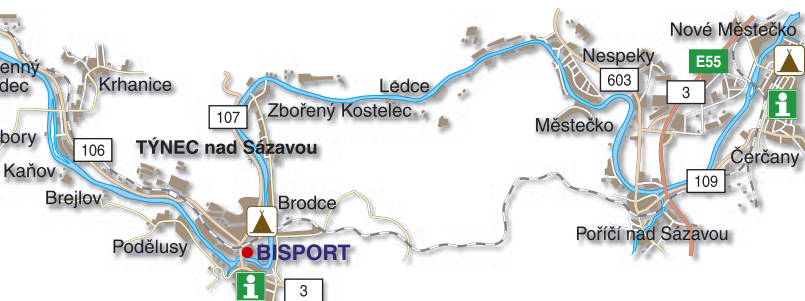 Nové Městečko
Nespeky
E55
enný
dec
Krhanice
603
3
Ledce
107
Zbořený Kostelec
i
Městečko
bory
106
TÝNEC nad Sázavou
Čerčany
Kaňov
109
Brejlov
Brodce
Podělusy
Poříčí nad Sázavou
BISPORT
i
3